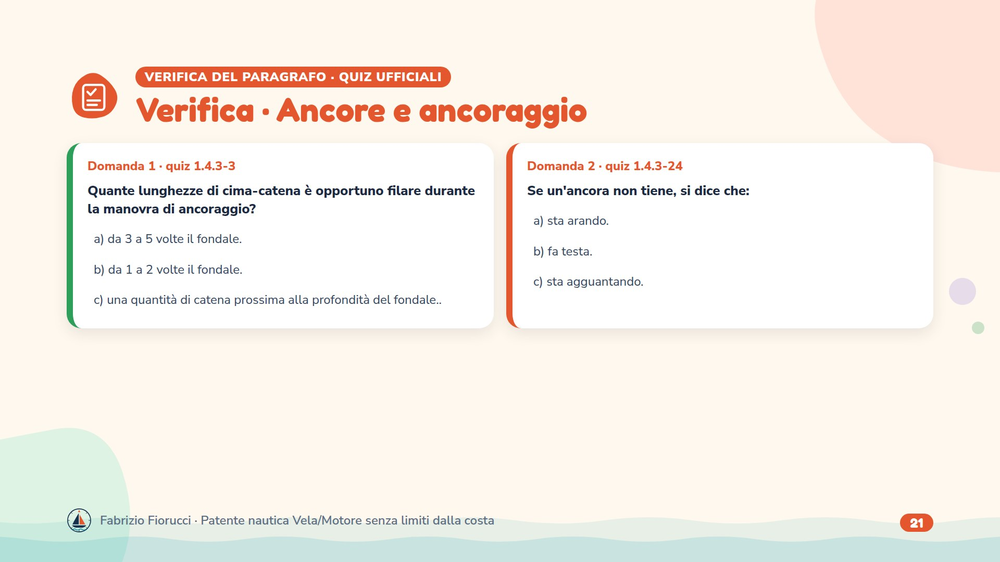 VERIFICA DEL PARAGRAFO · QUIZ UFFICIALI
Verifica · Ancore e ancoraggio
Domanda 1 · quiz 1.4.3-3
Quante lunghezze di cima-catena è opportuno filare durante
la manovra di ancoraggio?
a) da 3 a 5 volte il fondale.
b) da 1 a 2 volte il fondale.
c) una quantità di catena prossima alla profondità del fondale..
Domanda 2 · quiz 1.4.3-24
Se un'ancora non tiene, si dice che:
a) sta arando.
b) fa testa.
c) sta agguantando.
Fabrizio Fiorucci · Patente nautica Vela/Motore senza limiti dalla costa
21